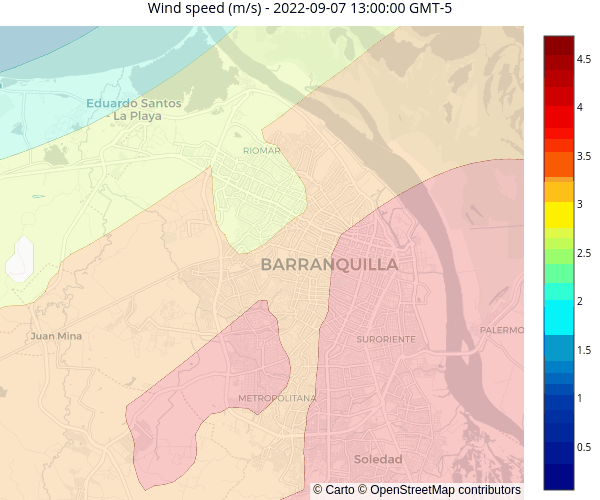 Wind speed (m/s) - 2022-09-07 13:00:00 GMT-5
Eduardo Santos
- La Playa
RIOMAR
BARRANQUILLA
Juan Mina
SURORIENTE
PALERMO
METROPOLITANA
Soledad
© Carto © OpenStreetMap contributors
4.5
4
3.5
3
2.5
2
1.5
1
0.5